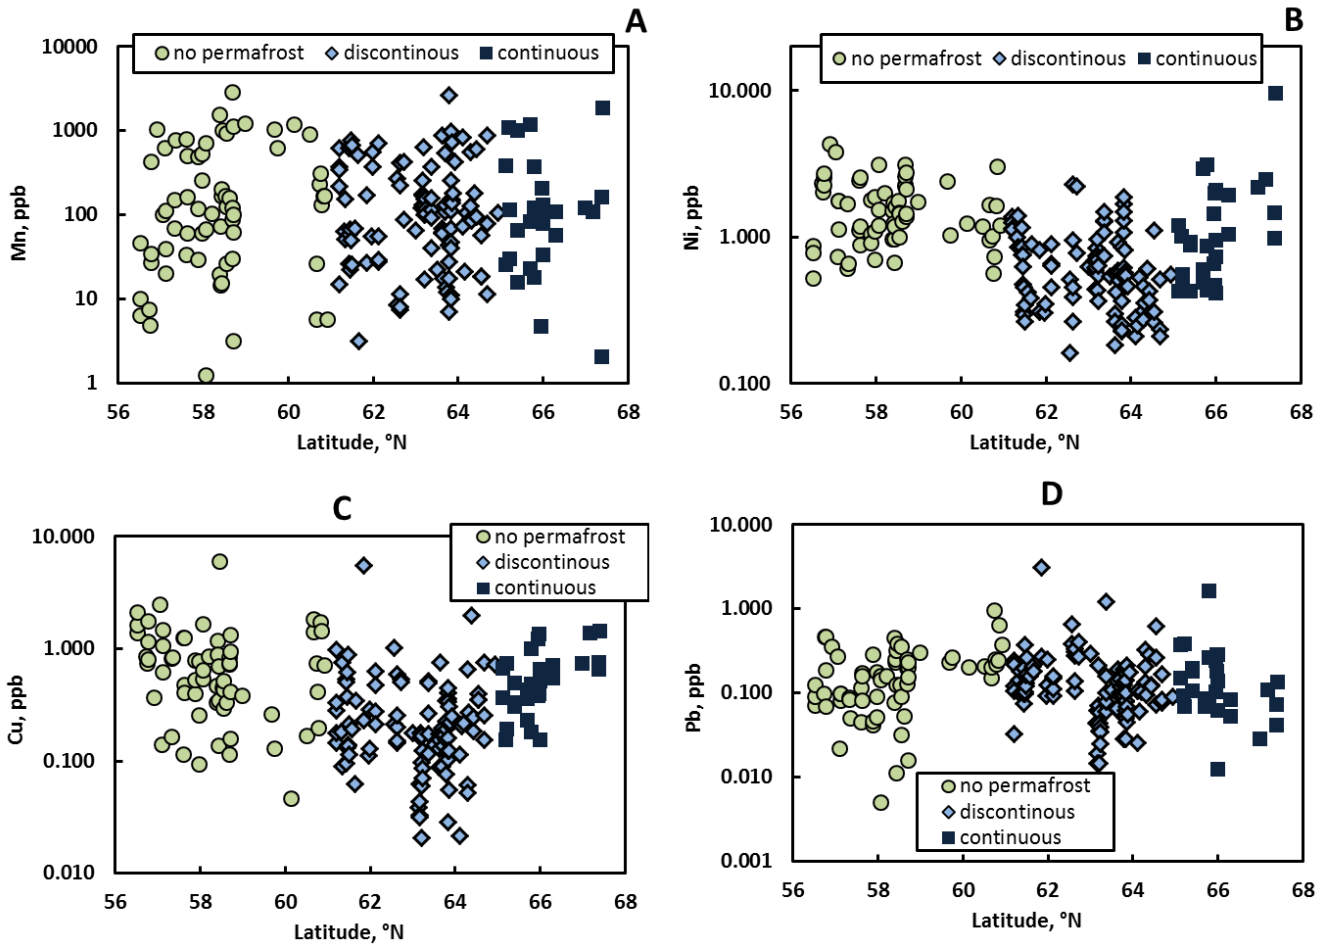 A
no permafrost discontinous continuous
10000
1000
100
10
1
Mn, ppb
56 58 60 62 64 66 68
Latitude, °N
B
no permafrost discontinous continuous
10.000
1.000
0.100
Ni, ppb
56 58 60 62 64 66 68
Latitude, °N
C
no permafrost
discontinous
continuous
10.000
1.000
0.100
0.010
Cu, ppb
56 58 60 62 64 66 68
Latitude, °N
D
10.000
1.000
0.100
0.010
0.001
Pb, ppb
no permafrost
discontinous
continuous
56 58 60 62 64 66 68
Latitude, °N